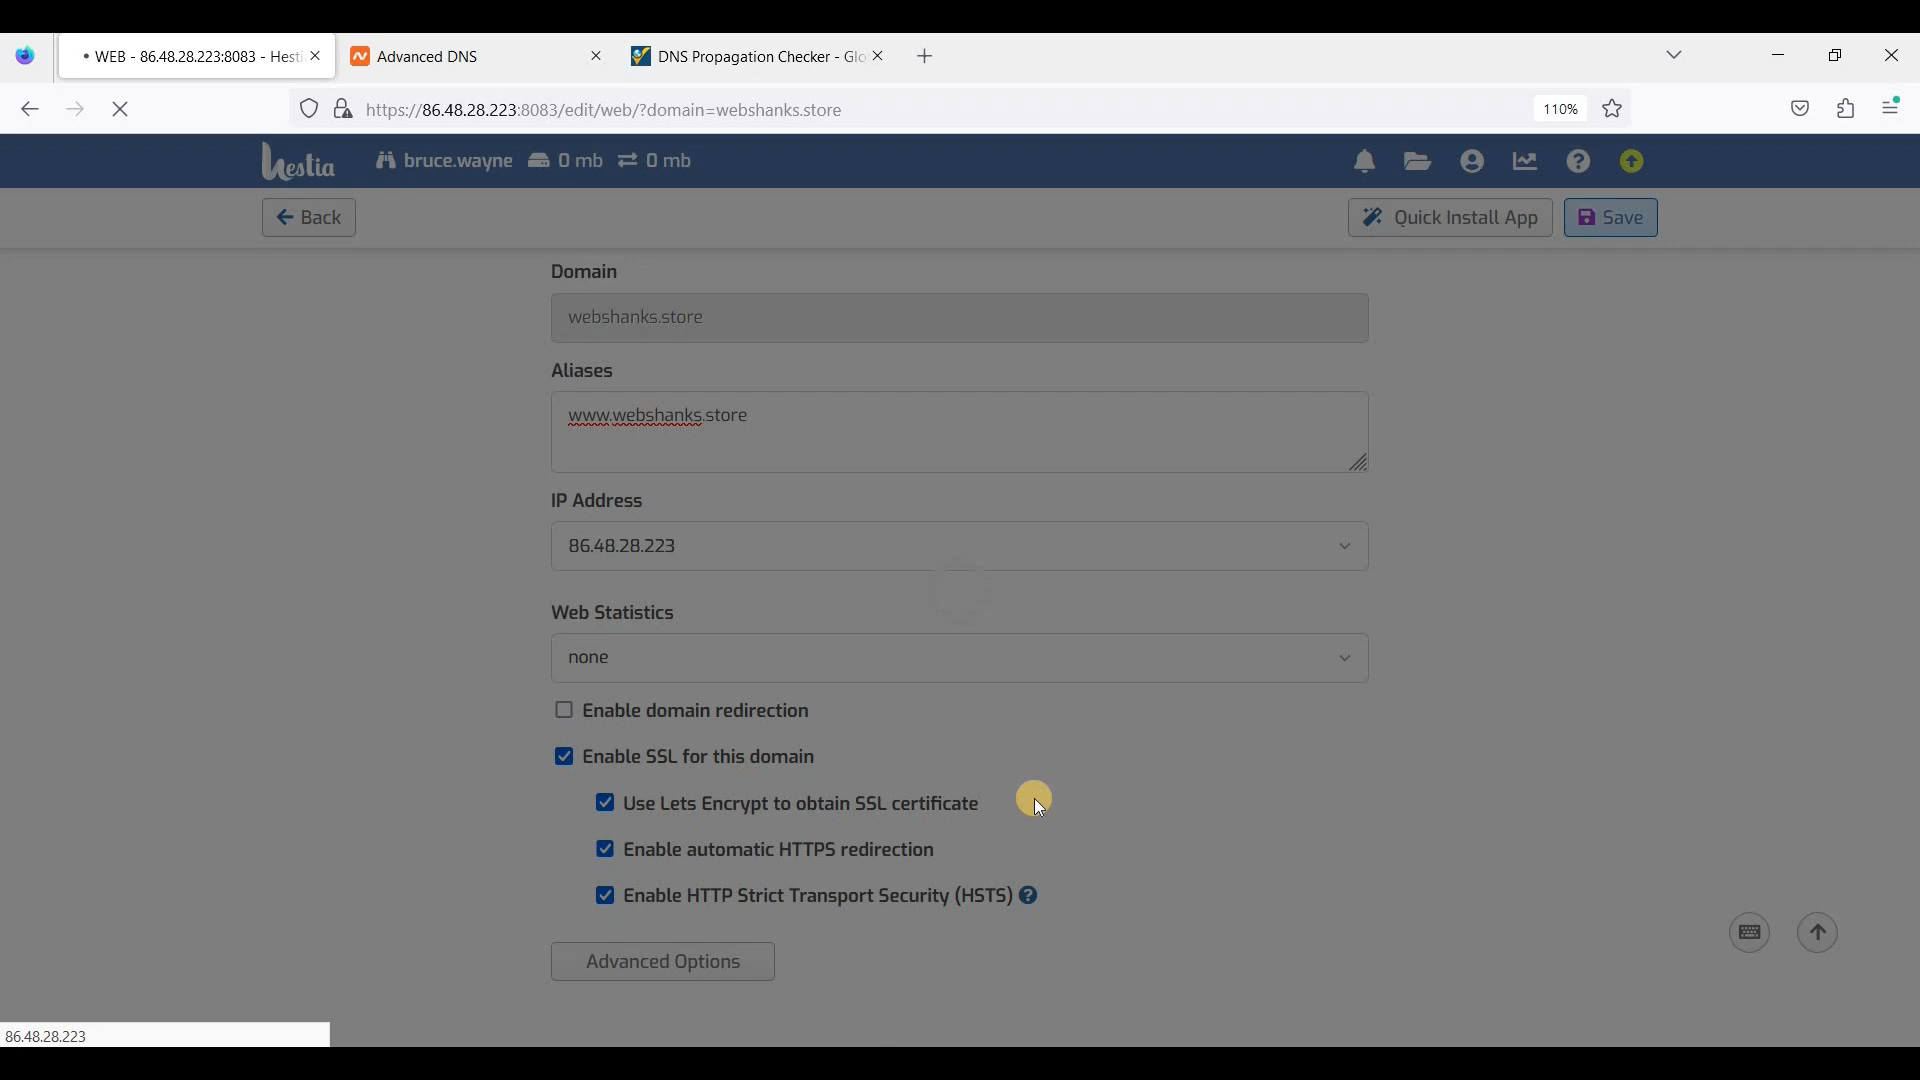 WEB - 86.48.28.223:8083 - Hesti
Advanced DNS
DNS Propagation Checker - Glo
https://86.48.28.223:8083/edit/web/?domain=webshanks.store
110%
hestia
bruce.wayne
0 mb
0 mb
Back
Quick Install App
Save
Domain
webshanks.store
Aliases
www.webshanks.store
IP Address
86.48.28.223
Web Statistics
none
Enable domain redirection
Enable SSL for this domain
Use Lets Encrypt to obtain SSL certificate
Enable automatic HTTPS redirection
Enable HTTP Strict Transport Security (HSTS)
Advanced Options
86.48.28.223